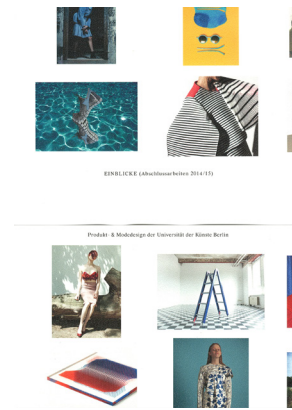 EINBLICKE (Abschlussarbeiten 2014/15)
Produkt- & Modedesign der Universität der Künste Berlin